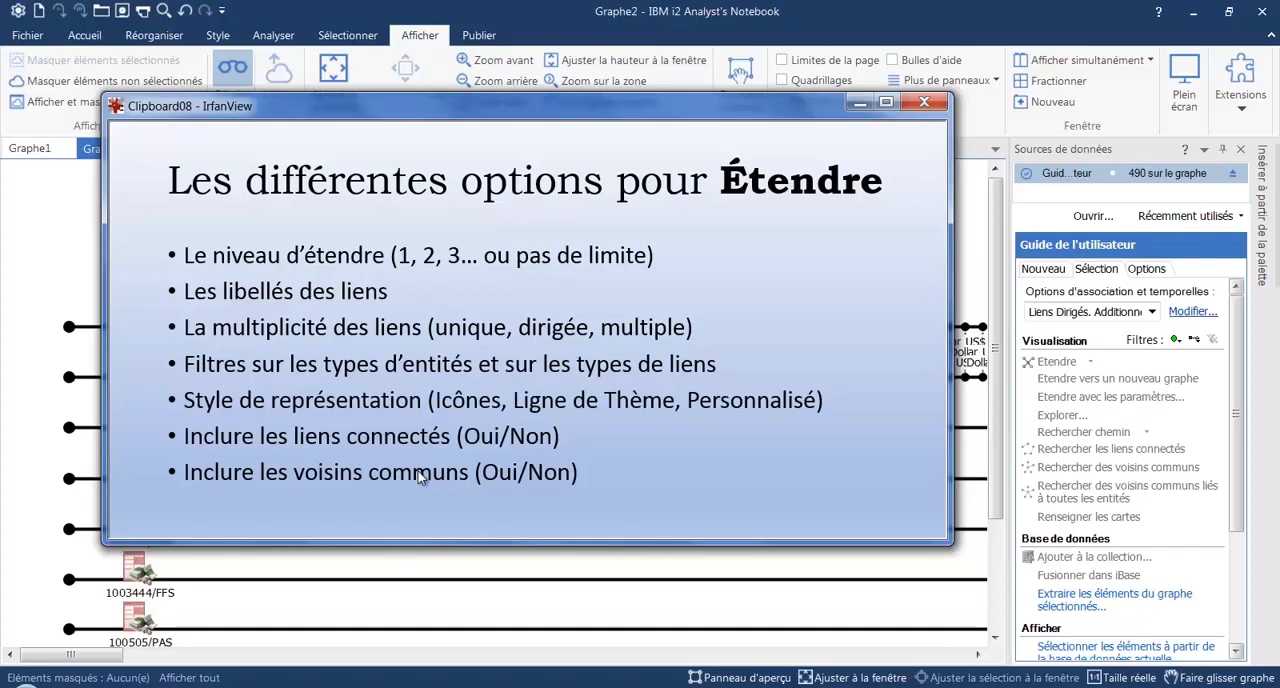 Graphe2 - IBM i2 Analyst's Notebook
?
Fichier Accueil Réorganiser Style Analyser Sélectionner Afficher Publier
Masquer éléments sélectionnés
Masquer éléments non sélectionnés
Afficher et mas
Affich
Zoom avant
Zoom arrière
Ajuster la hauteur à la fenêtre
Zoom sur la zone
Limites de la page
Quadrillages
Bulles d'aide
Plus de panneaux
Afficher simultanément
Fractionner
Nouveau
Fenêtre
Plein
écran
Extensions
Clipboard08 - IrfanView
Graphe1
Gra
Les différentes options pour Étendre
• Le niveau d'étendre (1, 2, 3... ou pas de limite)
• Les libellés des liens
• La multiplicité des liens (unique, dirigée, multiple)
• Filtres sur les types d'entités et sur les types de liens
• Style de représentation (Icônes, Ligne de Thème, Personnalisé)
• Inclure les liens connectés (Oui/Non)
• Inclure les voisins communs (Oui/Non)
1003444/FFS
100505/PAS
Sources de données
?
Guid...teur
490 sur le graphe
Ouvrir...
Récemment utilisés
Guide de l'utilisateur
Nouveau Sélection Options
Options d'association et temporelles :
Liens Dirigés. Additionn
Modifier...
Visualisation
Filtres :
Etendre
Etendre vers un nouveau graphe
Etendre avec les paramètres...
Explorer...
Rechercher chemin
Rechercher les liens connectés
Rechercher des voisins communs
Rechercher des voisins communs liés
à toutes les entités
Renseigner les cartes
Base de données
Ajouter à la collection...
Fusionner dans iBase
Extraire les éléments du graphe
sélectionnés...
Afficher
Sélectionner les éléments à partir de
la base de données actuelle
Insérer à partir de la palette
Eléments masqués : Aucun(e)
Afficher tout
Panneau d'aperçu
Ajuster à la fenêtre
Ajuster la sélection à la fenêtre
Taille réelle
Faire glisser graphe